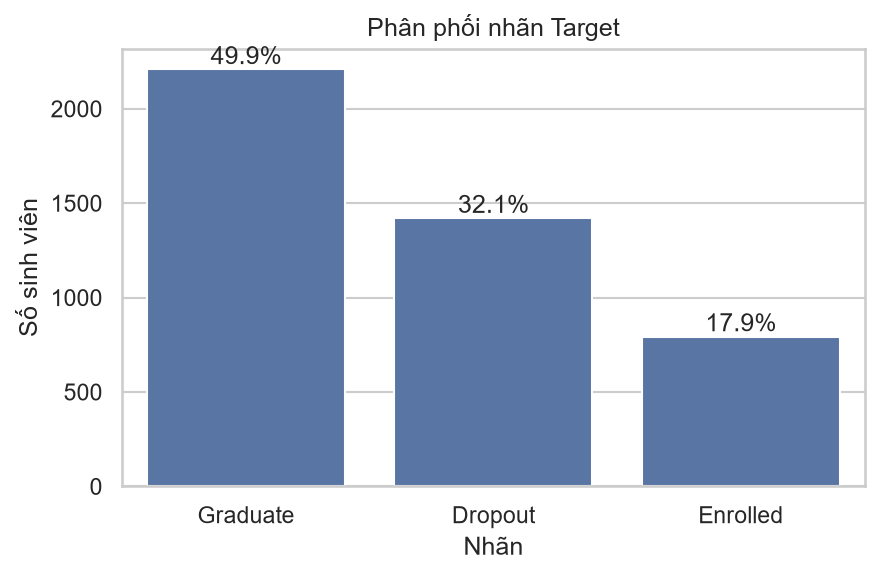 Phân phối nhãn Target
49.9%
2000
32.1%
1500
17.9%
1000
500
0
Số sinh viên
Graduate Dropout Enrolled
Nhãn